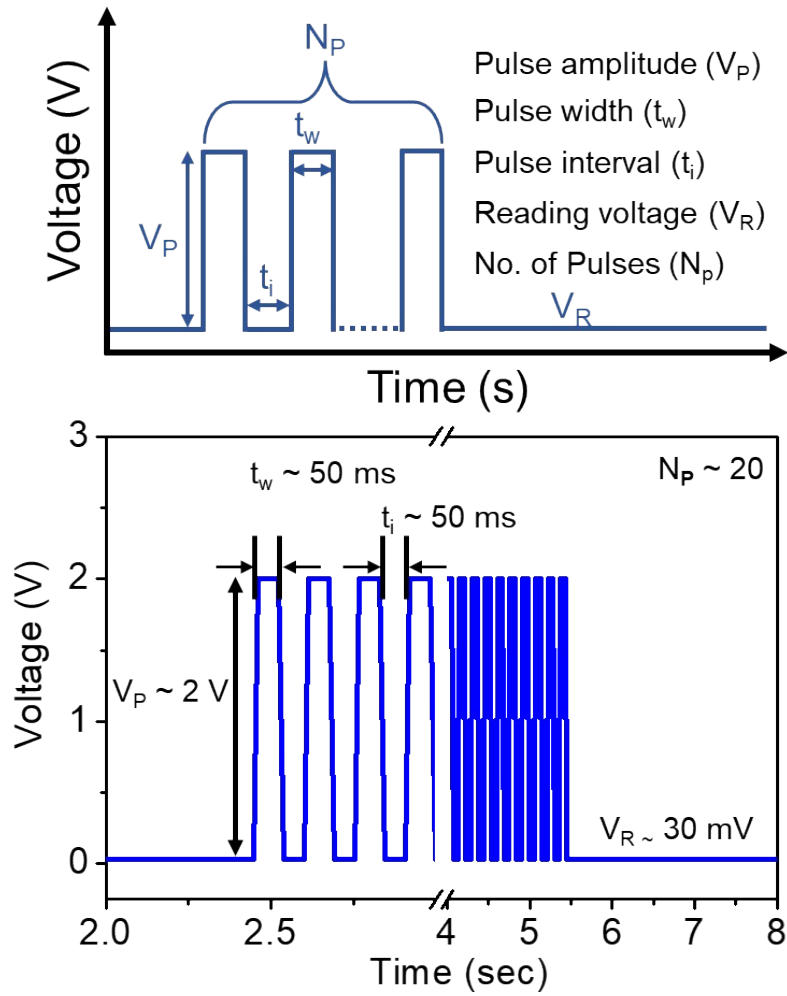 Voltage (V)
N_P
t_w
V_P
t_i
V_R
Pulse amplitude (V_P)
Pulse width (t_w)
Pulse interval (t_i)
Reading voltage (V_R)
No. of Pulses (N_p)
Time (s)
Voltage (V)
3
2
1
0
t_w ~ 50 ms
t_i ~ 50 ms
N_P ~ 20
V_P ~ 2 V
V_R ~ 30 mV
2.0 2.5 4 5 6 7 8
Time (sec)